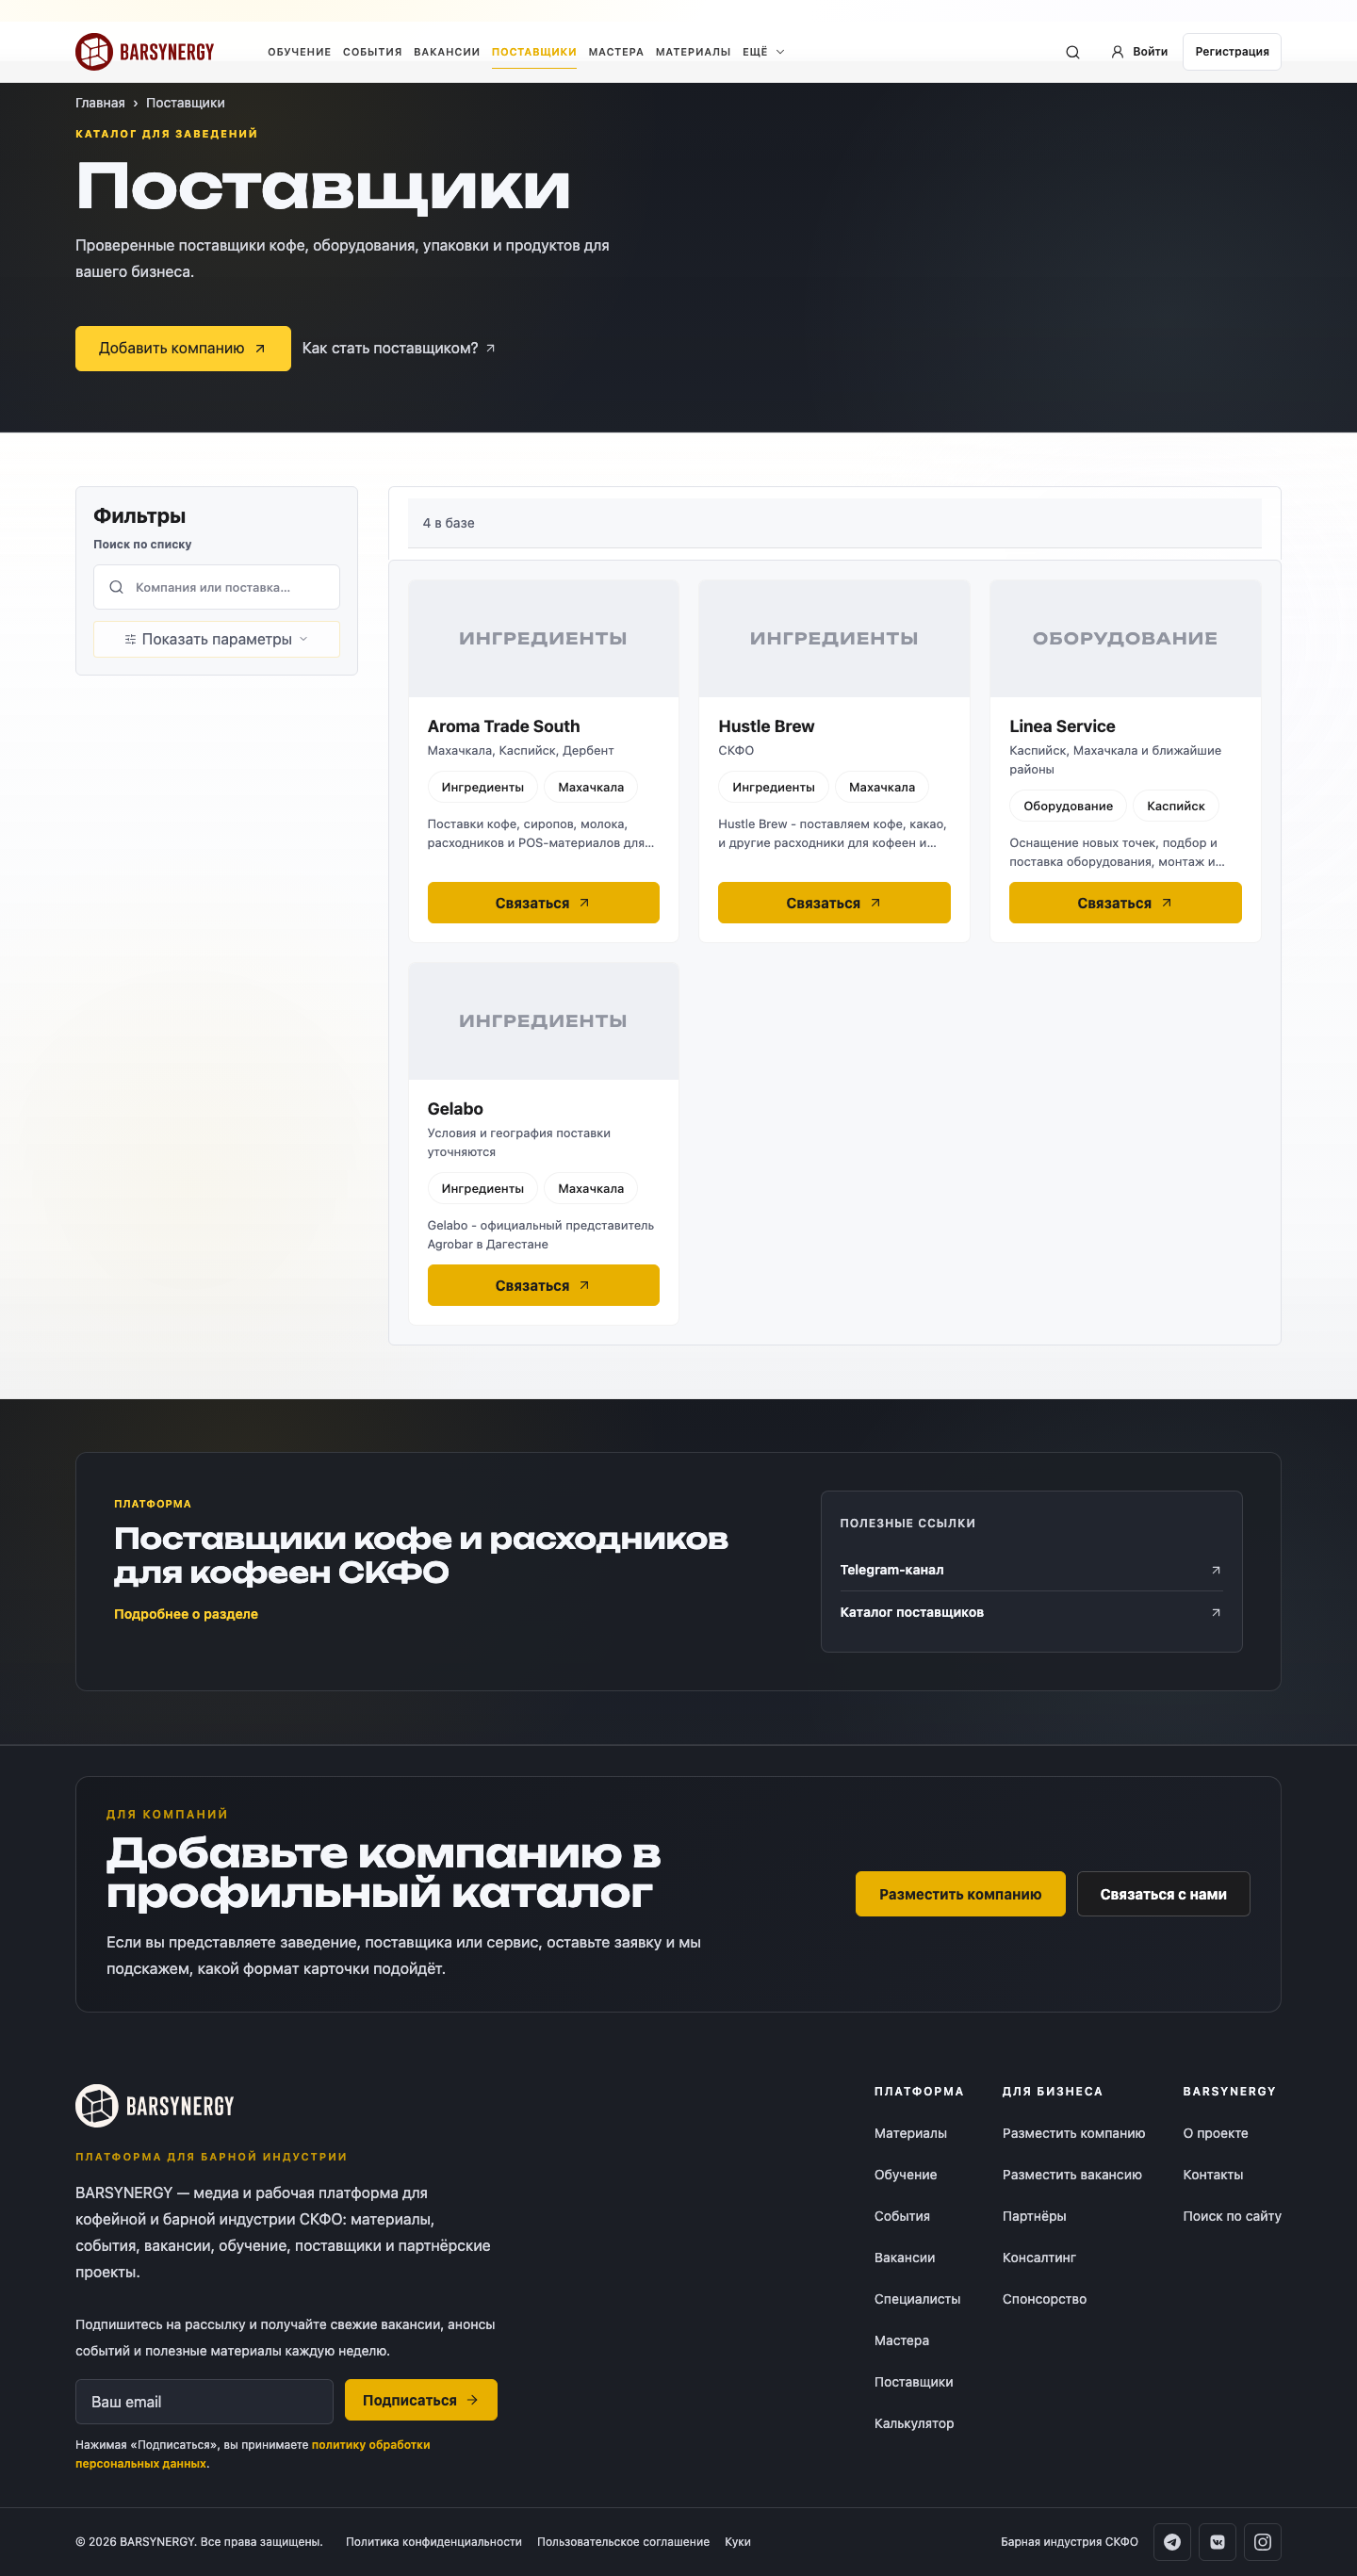 BARSYNERGY
ОБУЧЕНИЕ СОБЫТИЯ ВАКАНСИИ ПОСТАВЩИКИ МАСТЕРА МАТЕРИАЛЫ ЕЩЁ
Войти
Регистрация
Главная › Поставщики
КАТАЛОГ ДЛЯ ЗАВЕДЕНИЙ
Поставщики
Проверенные поставщики кофе, оборудования, упаковки и продуктов для
вашего бизнеса.
Добавить компанию
Как стать поставщиком?
Фильтры
Поиск по списку
Компания или поставка...
Показать параметры
4 в базе
ИНГРЕДИЕНТЫ
Aroma Trade South
Махачкала, Каспийск, Дербент
Ингредиенты Махачкала
Поставки кофе, сиропов, молока,
расходников и POS-материалов для...
Связаться
ИНГРЕДИЕНТЫ
Hustle Brew
СКФО
Ингредиенты Махачкала
Hustle Brew - поставляем кофе, какао,
и другие расходники для кофеен и...
Связаться
ОБОРУДОВАНИЕ
Linea Service
Каспийск, Махачкала и ближайшие
районы
Оборудование Каспийск
Оснащение новых точек, подбор и
поставка оборудования, монтаж и...
Связаться
ИНГРЕДИЕНТЫ
Gelabo
Условия и география поставки
уточняются
Ингредиенты Махачкала
Gelabo - официальный представитель
Agrobar в Дагестане
Связаться
ПЛАТФОРМА
Поставщики кофе и расходников
для кофеен СКФО
Подробнее о разделе
ПОЛЕЗНЫЕ ССЫЛКИ
Telegram-канал
Каталог поставщиков
ДЛЯ КОМПАНИЙ
Добавьте компанию в
профильный каталог
Если вы представляете заведение, поставщика или сервис, оставьте заявку и мы
подскажем, какой формат карточки подойдёт.
Разместить компанию
Связаться с нами
BARSYNERGY
ПЛАТФОРМА ДЛЯ БАРНОЙ ИНДУСТРИИ
BARSYNERGY — медиа и рабочая платформа для
кофейной и барной индустрии СКФО: материалы,
события, вакансии, обучение, поставщики и партнёрские
проекты.
Подпишитесь на рассылку и получайте свежие вакансии, анонсы
событий и полезные материалы каждую неделю.
Ваш email
Подписаться
Нажимая «Подписаться», вы принимаете политику обработки
персональных данных.
ПЛАТФОРМА
Материалы
Обучение
События
Вакансии
Специалисты
Мастера
Поставщики
Калькулятор
ДЛЯ БИЗНЕСА
Разместить компанию
Разместить вакансию
Партнёры
Консалтинг
Спонсорство
BARSYNERGY
О проекте
Контакты
Поиск по сайту
© 2026 BARSYNERGY. Все права защищены.
Политика конфиденциальности
Пользовательское соглашение
Куки
Барная индустрия СКФО